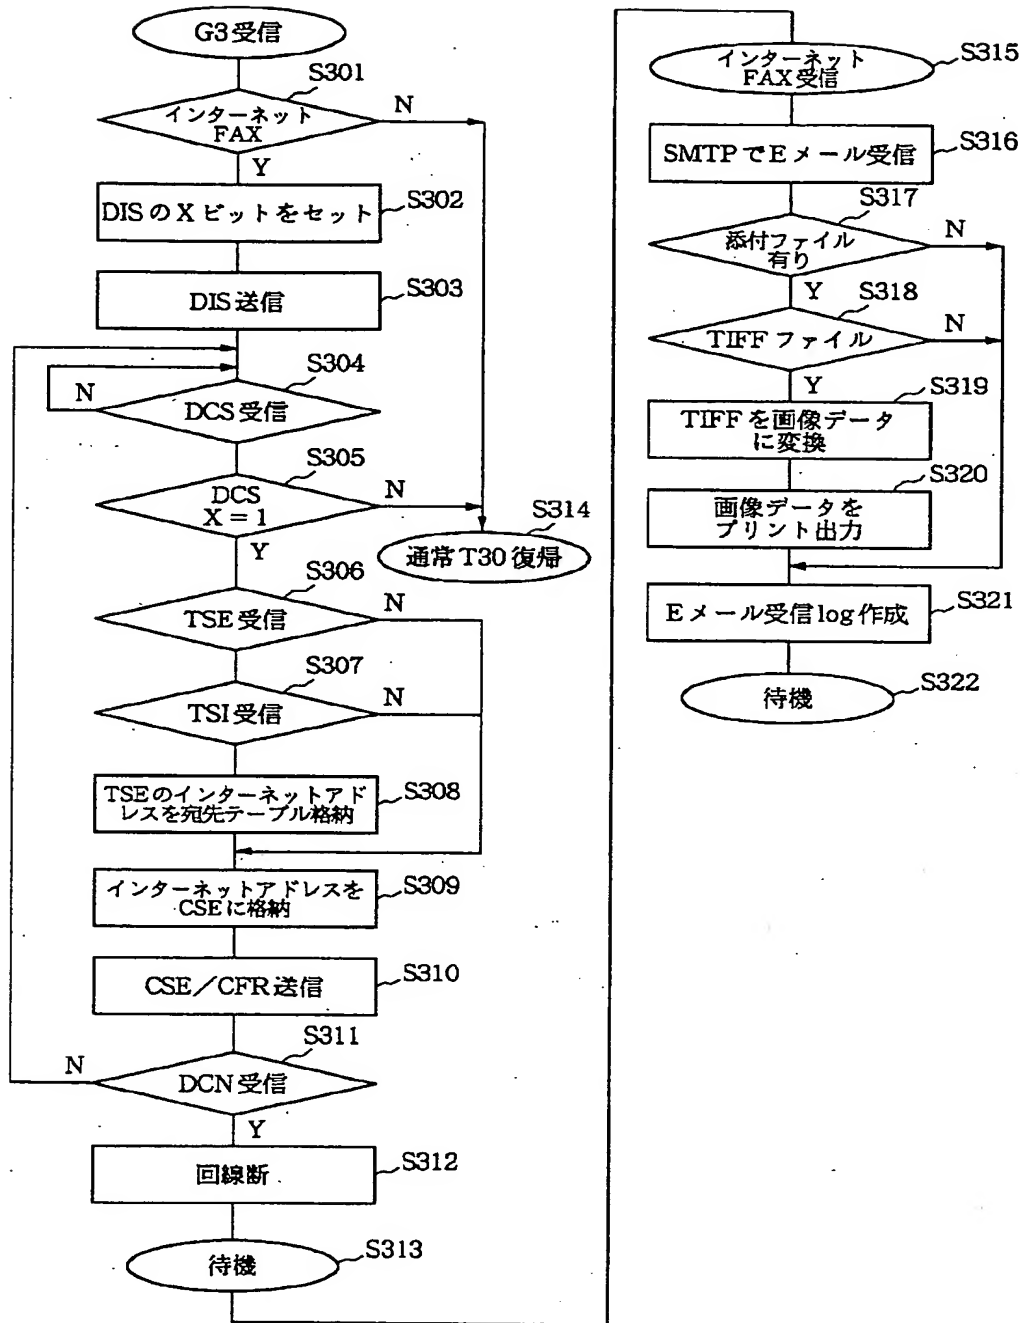 G3受信
S301
インターネット
FAX
N
Y
S302
DISのXビットをセット
S303
DIS送信
S304
N
DCS受信
S305
DCS
X=1
N
Y
S314
通常T30復帰
S306
TSE受信
N
S307
TSI受信
N
S308
TSEのインターネットアド
レスを宛先テーブル格納
S309
インターネットアドレスを
CSEに格納
S310
CSE/CFR送信
S311
N
DCN受信
Y
S312
回線断
S313
待機
S315
インターネット
FAX受信
S316
SMTPでEメール受信
S317
添付ファイル
有り
N
Y
S318
TIFFファイル
N
Y
S319
TIFFを画像データ
に変換
S320
画像データを
プリント出力
S321
Eメール受信log作成
S322
待機